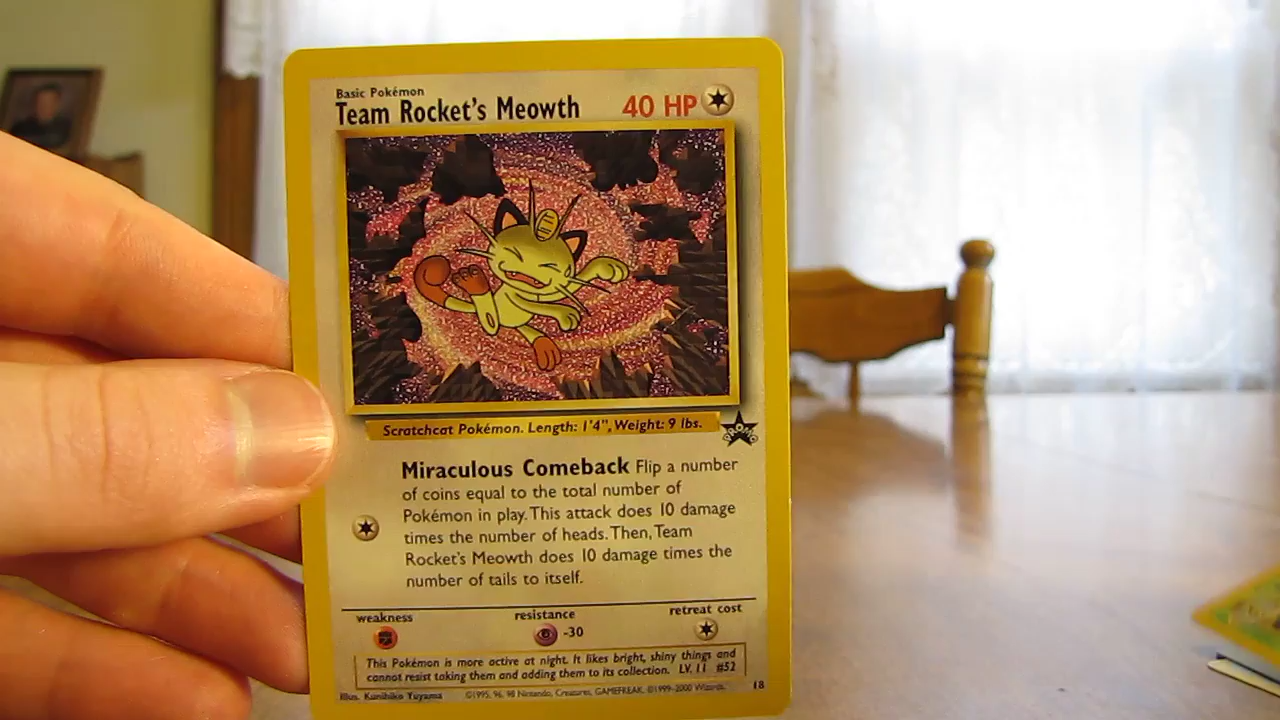 Basic Pokémon
Team Rocket's Meowth 40 HP
Scratchcat Pokémon. Length: 1'4", Weight: 9 lbs.
PROMO
Miraculous Comeback Flip a number
of coins equal to the total number of
Pokémon in play. This attack does 10 damage
times the number of heads. Then, Team
Rocket's Meowth does 10 damage times the
number of tails to itself.
weakness resistance retreat cost
-30
This Pokémon is more active at night. It likes bright, shiny things and
cannot resist taking them and adding them to its collection. LV. 11 #52
Illus. Kunihiko Yuyama ©1995, 96, 98 Nintendo, Creatures, GAMEFREAK. ©1999-2000 Wizards. 18